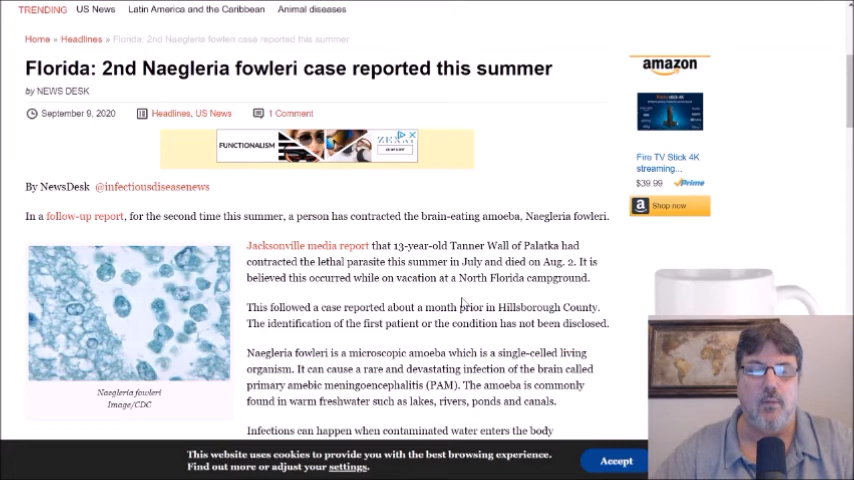 TRENDING US News Latin America and the Caribbean Animal diseases
Home » Headlines » Florida: 2nd Naegleria fowleri case reported this summer
Florida: 2nd Naegleria fowleri case reported this summer
by NEWS DESK
September 9, 2020 Headlines, US News 1 Comment
FUNCTIONALISM
By NewsDesk @infectiousdiseasenews
In a follow-up report, for the second time this summer, a person has contracted the brain-eating amoeba, Naegleria fowleri.
Jacksonville media report that 13-year-old Tanner Wall of Palatka had
contracted the lethal parasite this summer in July and died on Aug. 2. It is
believed this occurred while on vacation at a North Florida campground.
This followed a case reported about a month prior in Hillsborough County.
The identification of the first patient or the condition has not been disclosed.
Naegleria fowleri is a microscopic amoeba which is a single-celled living
organism. It can cause a rare and devastating infection of the brain called
primary amebic meningoencephalitis (PAM). The amoeba is commonly
found in warm freshwater such as lakes, rivers, ponds and canals.
Infections can happen when contaminated water enters the body
Naegleria fowleri
Image/CDC
amazon
Fire TV Stick 4K
streaming...
$39.99 Prime
a Shop now
This website uses cookies to provide you with the best browsing experience.
Find out more or adjust your settings.
Accept